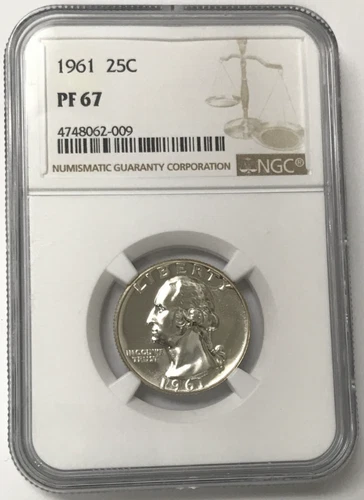 1961 25C
PF 67
4748062-009
NUMISMATIC GUARANTY CORPORATION
NGC®
LIBERTY
IN GOD WE
TRUST
1961